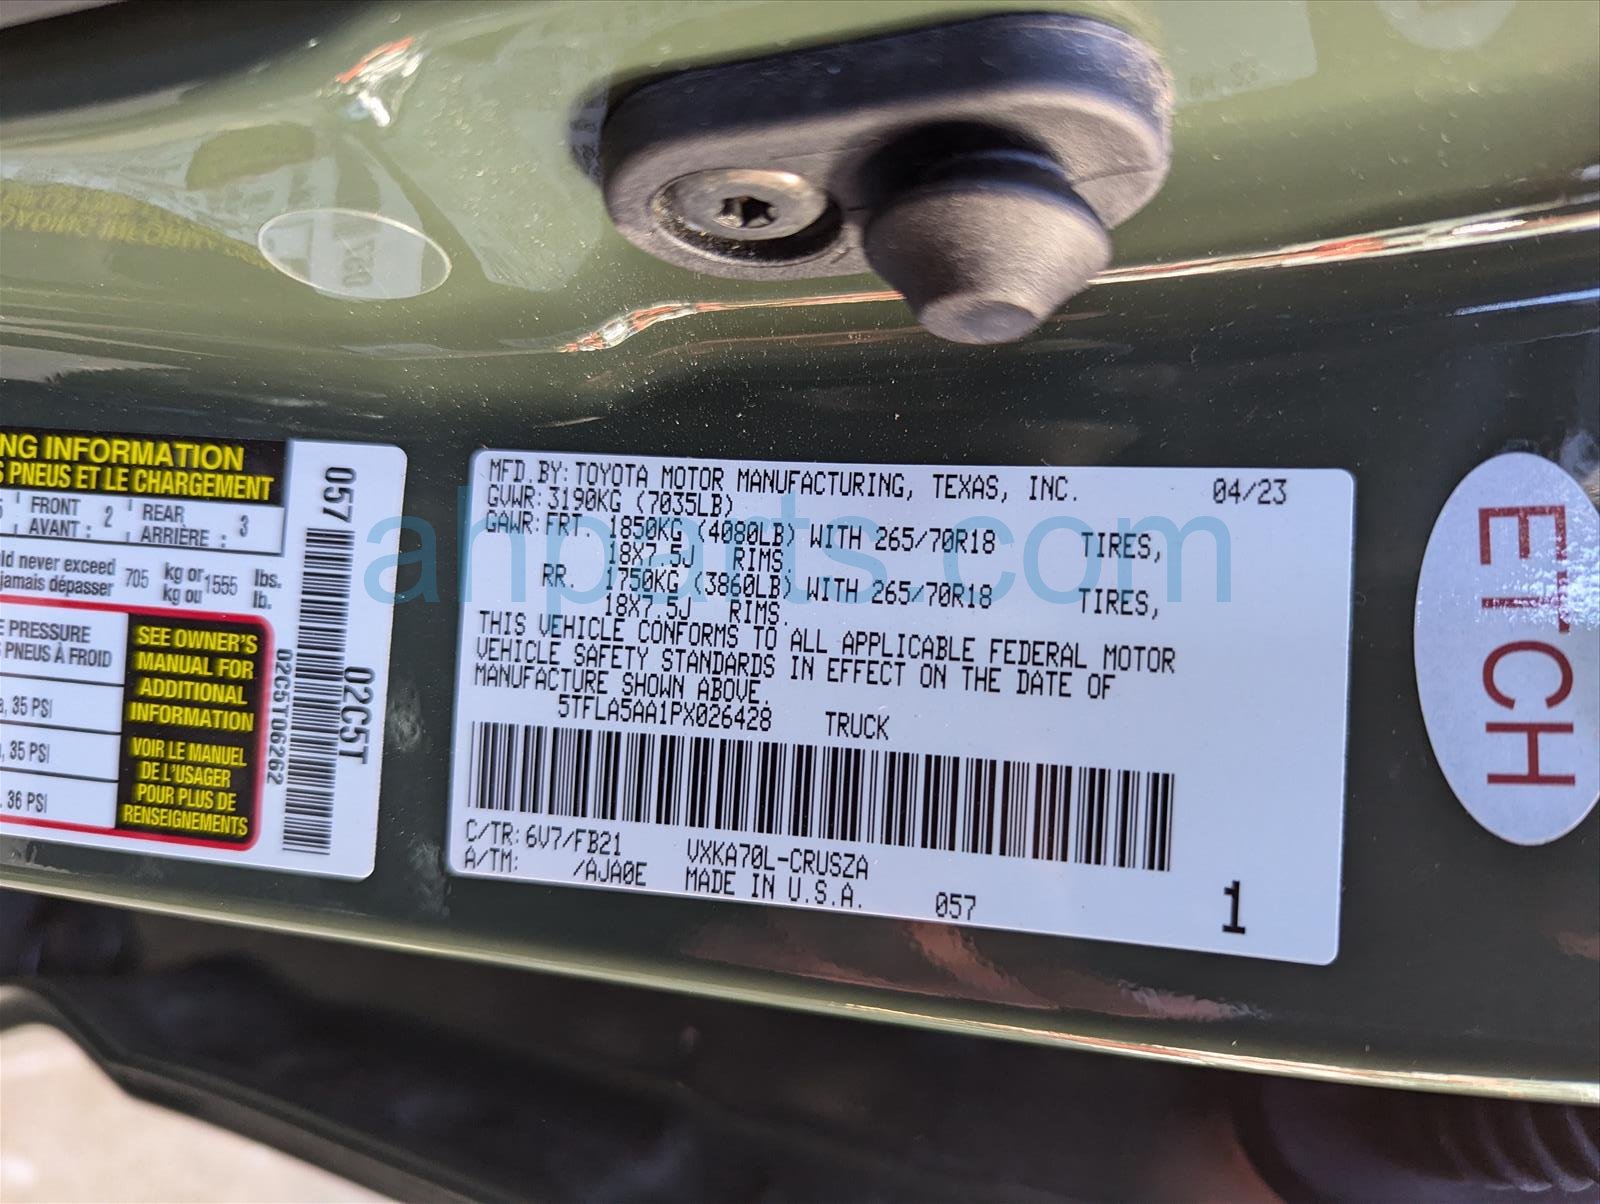 NG INFORMATION
S PNEUS ET LE CHARGEMENT
FRONT
AVANT : 2
REAR
ARRIÈRE : 3
ld never exceed
jamais dépasser 705 kg or 1555 lbs.
kg ou lb.
E PRESSURE
PNEUS À FROID
, 35 PSI
, 35 PSI
. 36 PSI
SEE OWNER'S
MANUAL FOR
ADDITIONAL
INFORMATION
VOIR LE MANUEL
DE L'USAGER
POUR PLUS DE
RENSEIGNEMENTS
057
02C5T
02C5T06262
MFD. BY: TOYOTA MOTOR MANUFACTURING, TEXAS, INC. 04/23
GVWR: 3190KG (7035LB)
GAWR: FRT. 1850KG (4080LB) WITH 265/70R18 TIRES,
18X7.5J RIMS.
RR. 1750KG (3860LB) WITH 265/70R18 TIRES,
18X7.5J RIMS.
THIS VEHICLE CONFORMS TO ALL APPLICABLE FEDERAL MOTOR
VEHICLE SAFETY STANDARDS IN EFFECT ON THE DATE OF
MANUFACTURE SHOWN ABOVE.
5TFLA5AA1PX026428 TRUCK
C/TR: 6V7/FB21 VXKA70L-CRUSZA
A/TM: /AJA0E MADE IN U.S.A. 057 1
ETCH
ahparts.com